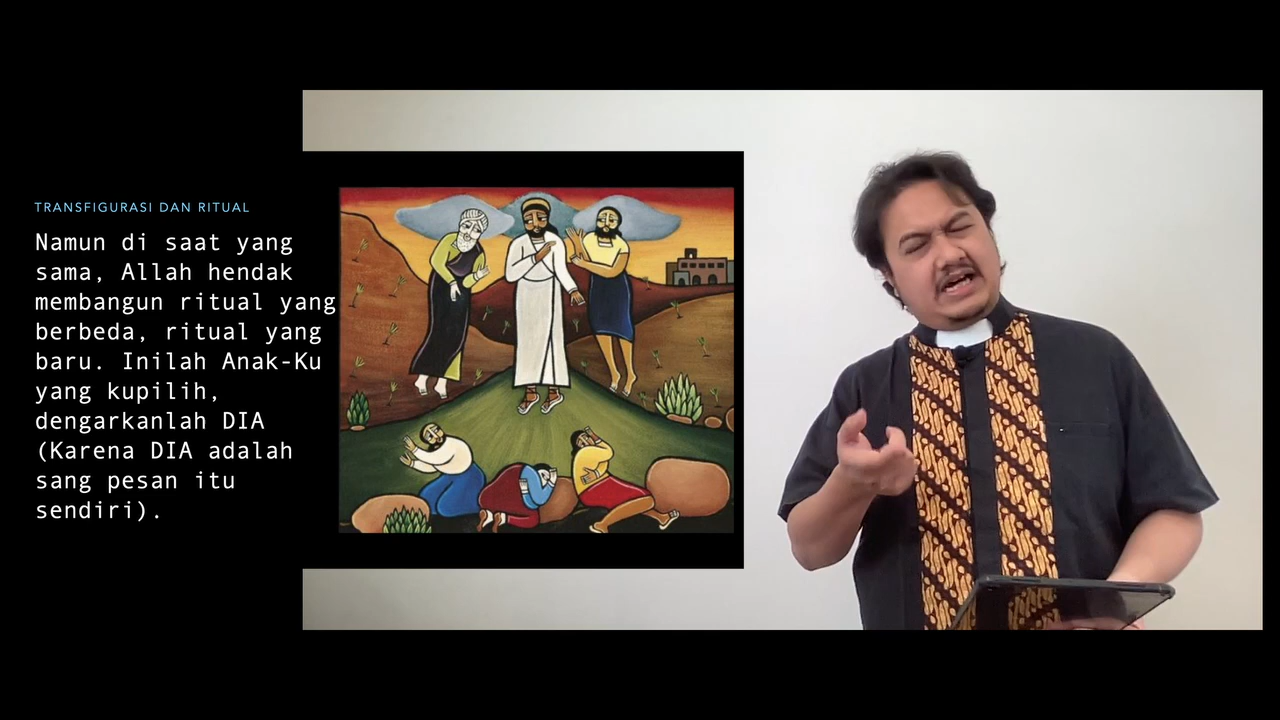 TRANSFIGURASI DAN RITUAL
Namun di saat yang
sama, Allah hendak
membangun ritual yang
berbeda, ritual yang
baru. Inilah Anak-Ku
yang kupilih,
dengarkanlah DIA
(Karena DIA adalah
sang pesan itu
sendiri).